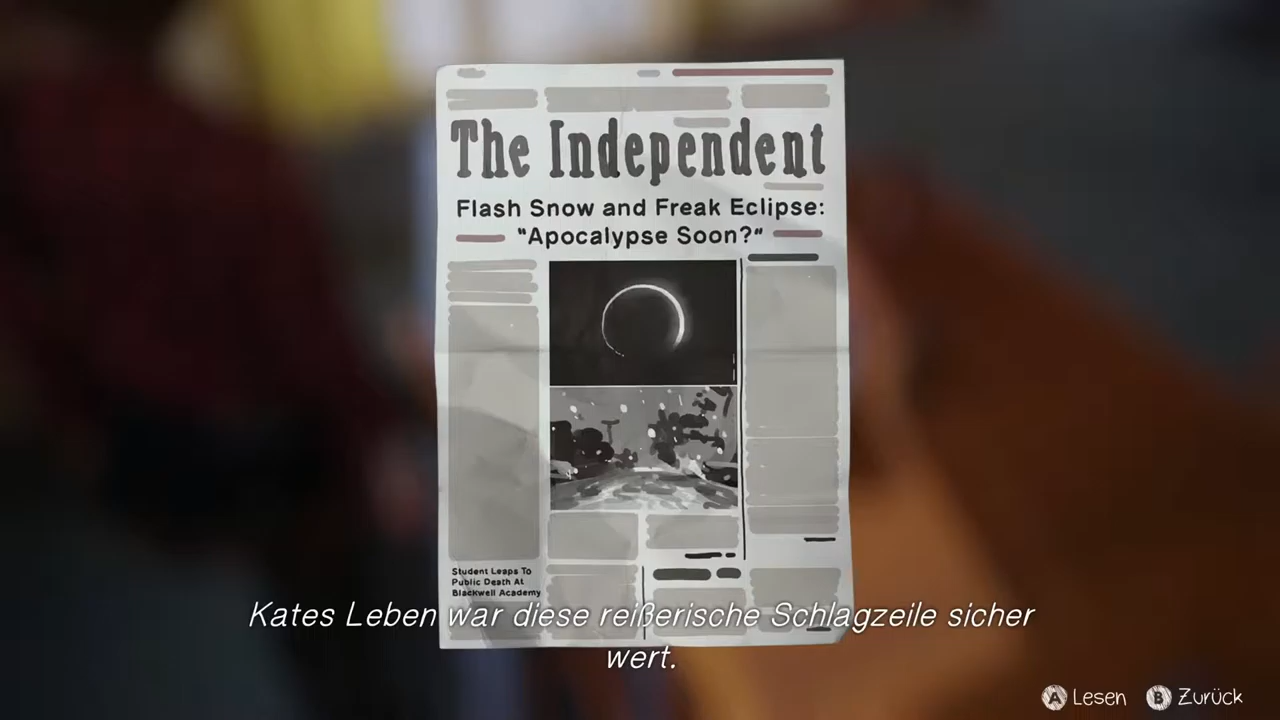 The Independent
Flash Snow and Freak Eclipse:
"Apocalypse Soon?"
Student Leaps To
Public Death At
Blackwell Academy
Kates Leben war diese reißerische Schlagzeile sicher
wert.
A Lesen B Zurück